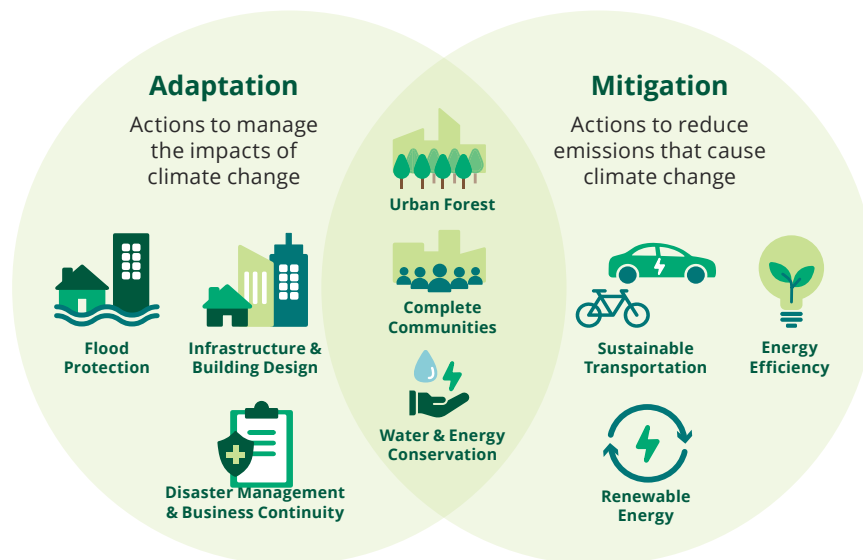 Adaptation
Actions to manage
the impacts of
climate change
Mitigation
Actions to reduce
emissions that cause
climate change
Urban Forest
Complete
Communities
Water & Energy
Conservation
Flood
Protection
Infrastructure &
Building Design
Disaster Management
& Business Continuity
Sustainable
Transportation
Energy
Efficiency
Renewable
Energy